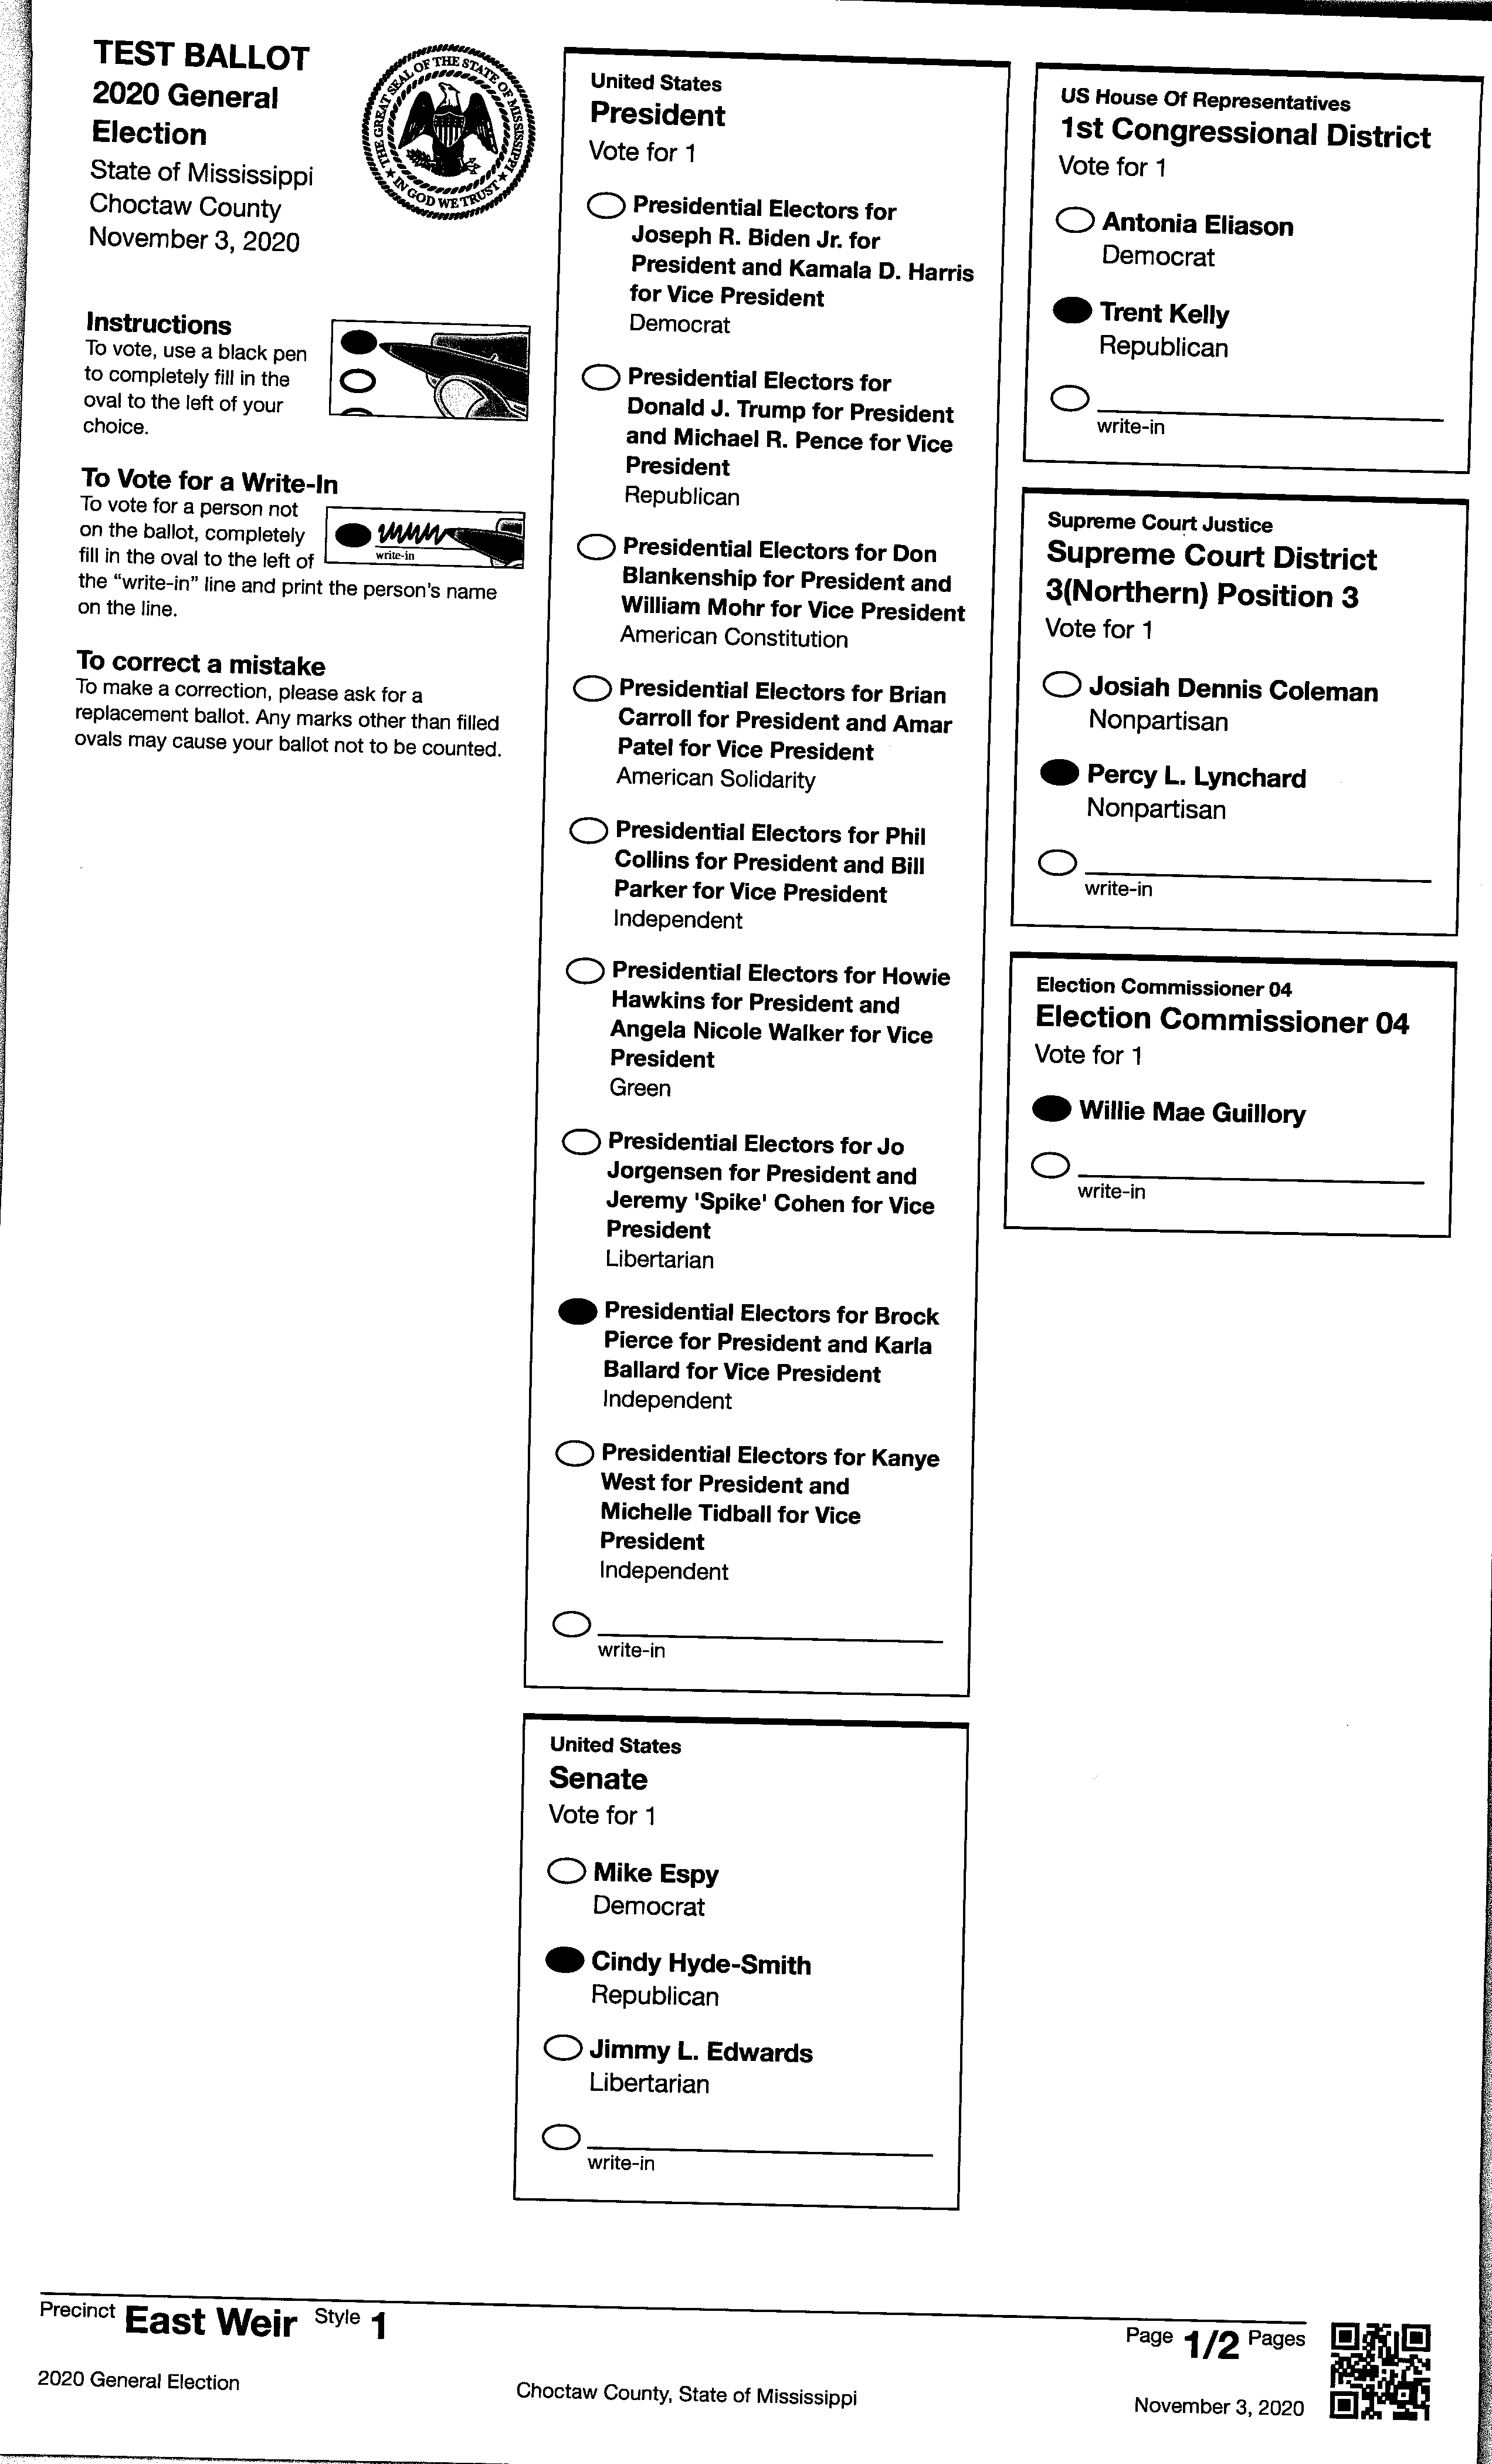 TEST BALLOT
2020 General
Election
State of Mississippi
Choctaw County
November 3, 2020
THE GREAT SEAL OF THE STATE OF MISSISSIPPI
IN GOD WE TRUST
Instructions
To vote, use a black pen
to completely fill in the
oval to the left of your
choice.
To Vote for a Write-In
To vote for a person not
on the ballot, completely
fill in the oval to the left of
the “write-in” line and print the person’s name
on the line.
write-in
To correct a mistake
To make a correction, please ask for a
replacement ballot. Any marks other than filled
ovals may cause your ballot not to be counted.
United States
President
Vote for 1
Presidential Electors for
Joseph R. Biden Jr. for
President and Kamala D. Harris
for Vice President
Democrat
Presidential Electors for
Donald J. Trump for President
and Michael R. Pence for Vice
President
Republican
Presidential Electors for Don
Blankenship for President and
William Mohr for Vice President
American Constitution
Presidential Electors for Brian
Carroll for President and Amar
Patel for Vice President
American Solidarity
Presidential Electors for Phil
Collins for President and Bill
Parker for Vice President
Independent
Presidential Electors for Howie
Hawkins for President and
Angela Nicole Walker for Vice
President
Green
Presidential Electors for Jo
Jorgensen for President and
Jeremy 'Spike' Cohen for Vice
President
Libertarian
Presidential Electors for Brock
Pierce for President and Karla
Ballard for Vice President
Independent
Presidential Electors for Kanye
West for President and
Michelle Tidball for Vice
President
Independent
write-in
United States
Senate
Vote for 1
Mike Espy
Democrat
Cindy Hyde-Smith
Republican
Jimmy L. Edwards
Libertarian
write-in
US House Of Representatives
1st Congressional District
Vote for 1
Antonia Eliason
Democrat
Trent Kelly
Republican
write-in
Supreme Court Justice
Supreme Court District
3(Northern) Position 3
Vote for 1
Josiah Dennis Coleman
Nonpartisan
Percy L. Lynchard
Nonpartisan
write-in
Election Commissioner 04
Election Commissioner 04
Vote for 1
Willie Mae Guillory
write-in
Precinct East Weir Style 1
Page 1/2 Pages
2020 General Election
Choctaw County, State of Mississippi
November 3, 2020